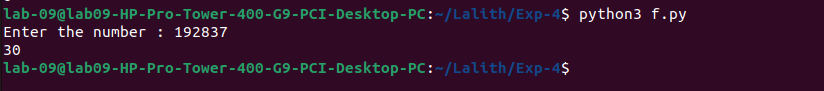 lab-09@lab09-HP-Pro-Tower-400-G9-PCI-Desktop-PC:~/Lalith/Exp-4$ python3 f.py
Enter the number : 192837
30
lab-09@lab09-HP-Pro-Tower-400-G9-PCI-Desktop-PC:~/Lalith/Exp-4$